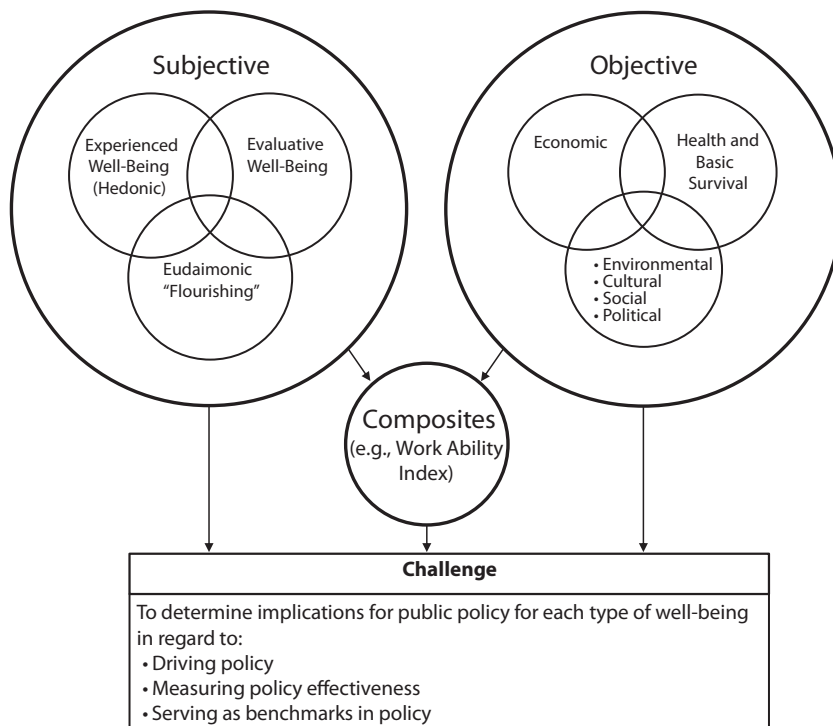 Subjective
Experienced
Well-Being
(Hedonic)
Evaluative
Well-Being
Eudaimonic
“Flourishing”
Objective
Economic
Health and
Basic
Survival
• Environmental
• Cultural
• Social
• Political
Composites
(e.g., Work Ability
Index)
Challenge
To determine implications for public policy for each type of well-being
in regard to:
• Driving policy
• Measuring policy effectiveness
• Serving as benchmarks in policy